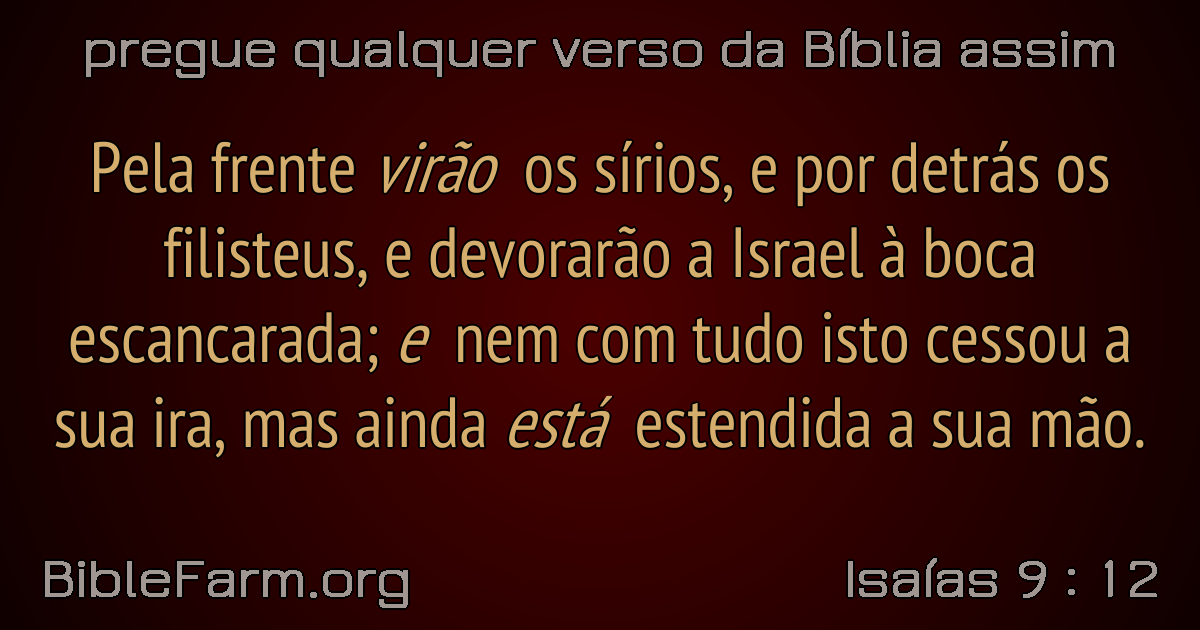 pregue qualquer verso da Bíblia assim
Pela frente virão os sírios, e por detrás os
filisteus, e devorarão a Israel à boca
escancarada; e nem com tudo isto cessou a
sua ira, mas ainda está estendida a sua mão.
BibleFarm.org
Isaías 9 : 12